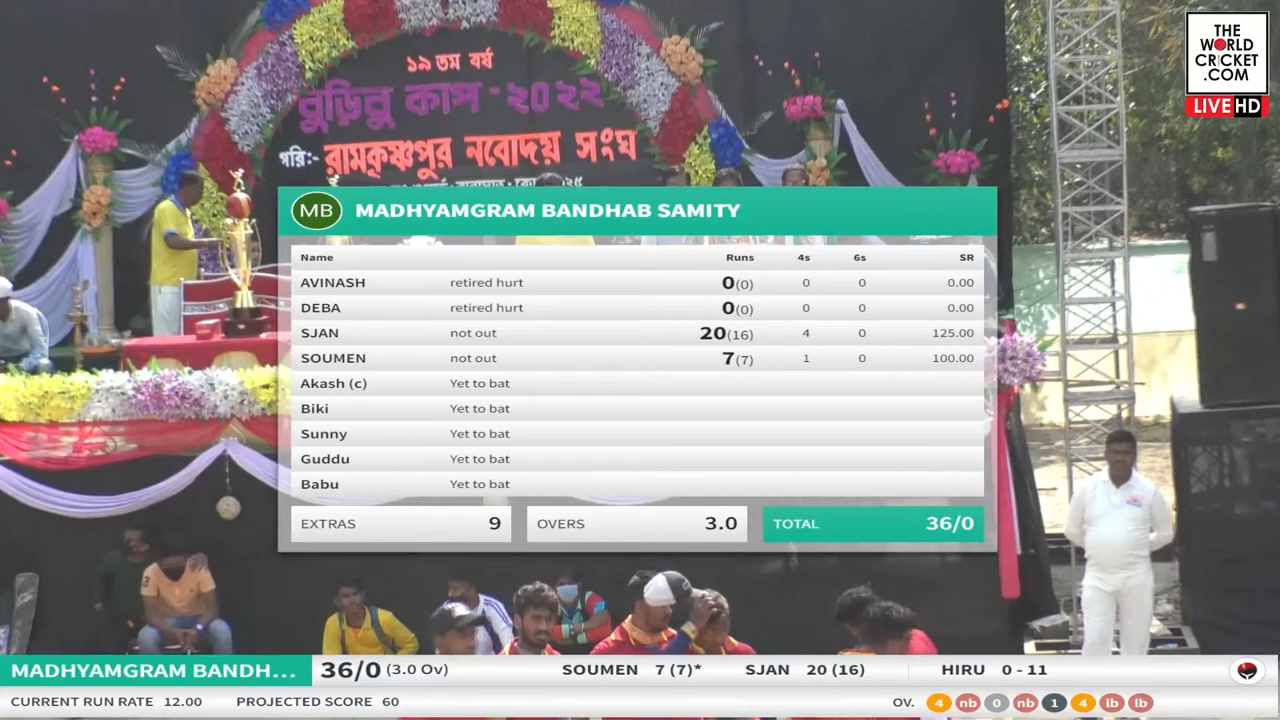 THE
WORLD
CRICKET
.COM
LIVE HD
১৯ তম বর্ষ
বুড়িবু কাপ - ২০২২
পরি:- রামকৃষ্ণপুর নবোদয় সংঘ
MB MADHYAMGRAM BANDHAB SAMITY
Name Runs 4s 6s SR
AVINASH retired hurt 0(0) 0 0 0.00
DEBA retired hurt 0(0) 0 0 0.00
SJAN not out 20(16) 4 0 125.00
SOUMEN not out 7(7) 1 0 100.00
Akash (c) Yet to bat
Biki Yet to bat
Sunny Yet to bat
Guddu Yet to bat
Babu Yet to bat
EXTRAS 9 OVERS 3.0 TOTAL 36/0
MADHYAMGRAM BANDH... 36/0 (3.0 Ov) SOUMEN 7 (7)* SJAN 20 (16) HIRU 0 - 11
CURRENT RUN RATE 12.00 PROJECTED SCORE 60 OV. 4 nb 0 nb 1 4 lb lb